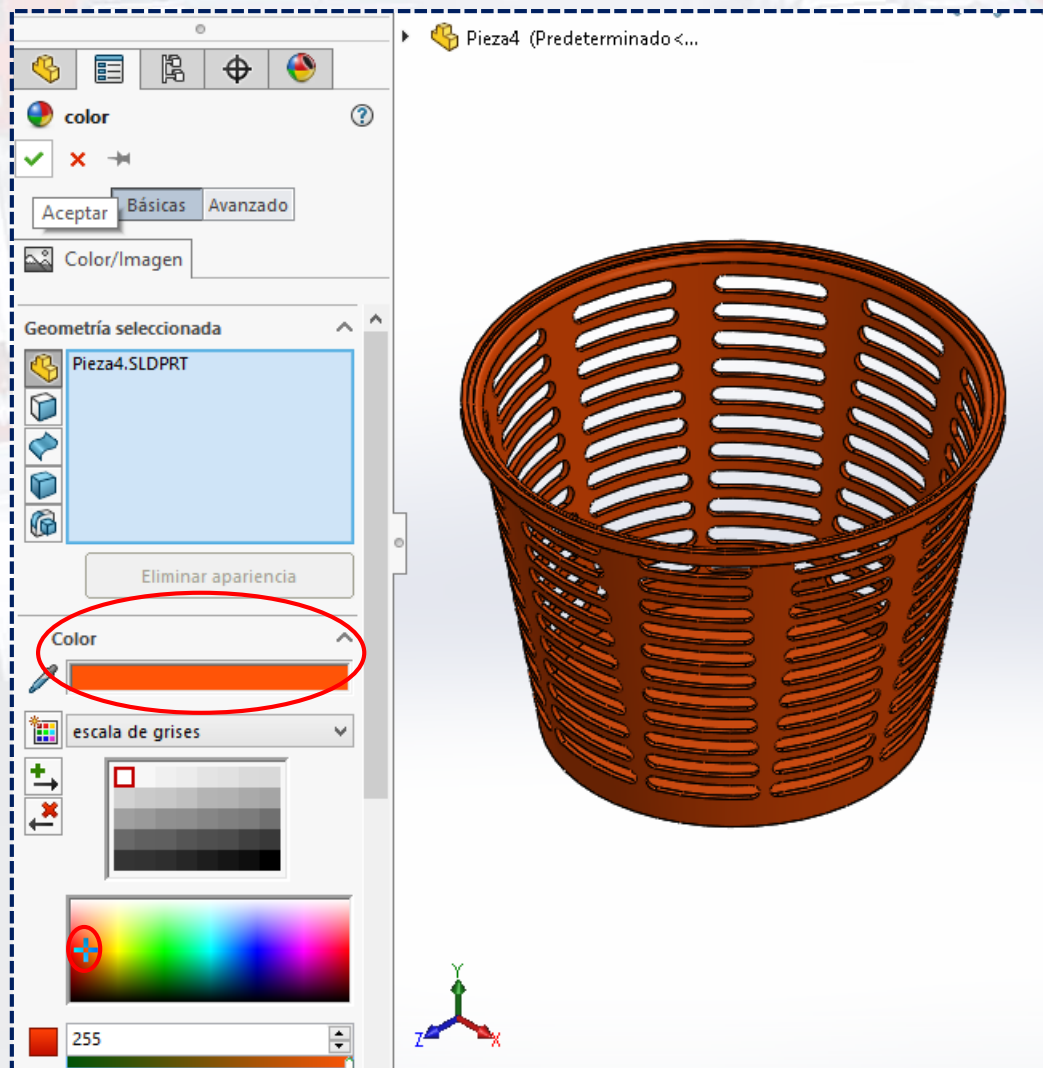 Pieza4 (Predeterminado<...
color
Aceptar
Básicas
Avanzado
Color/Imagen
Geometría seleccionada
Pieza4.SLDPRT
Eliminar apariencia
Color
escala de grises
255
Y
Z
X